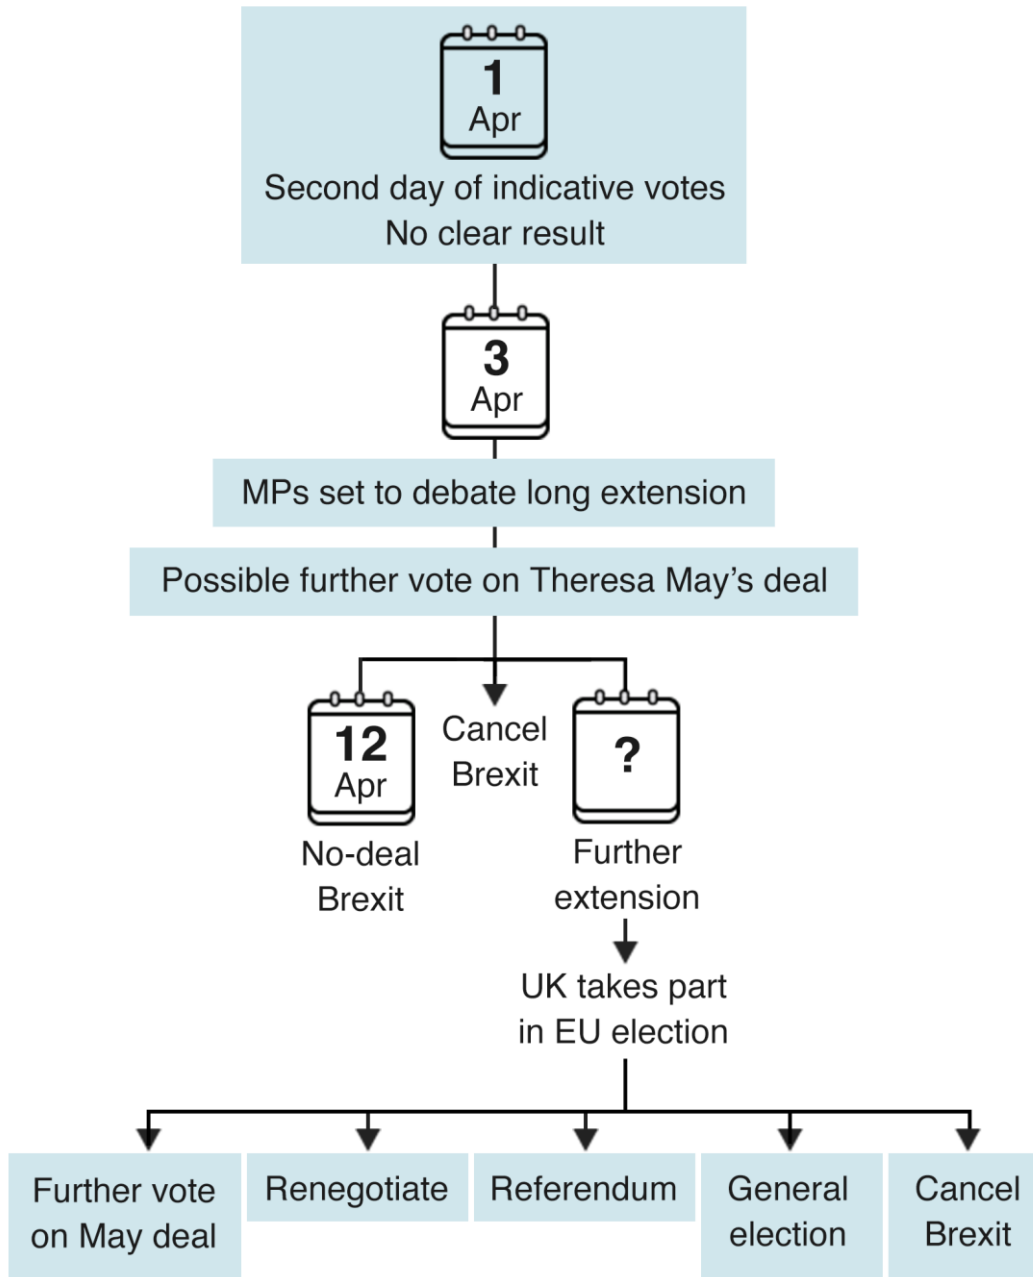 1
Apr
Second day of indicative votes
No clear result
3
Apr
MPs set to debate long extension
Possible further vote on Theresa May’s deal
12
Apr
No-deal
Brexit
Cancel
Brexit
?
Further
extension
UK takes part
in EU election
Further vote
on May deal
Renegotiate
Referendum
General
election
Cancel
Brexit